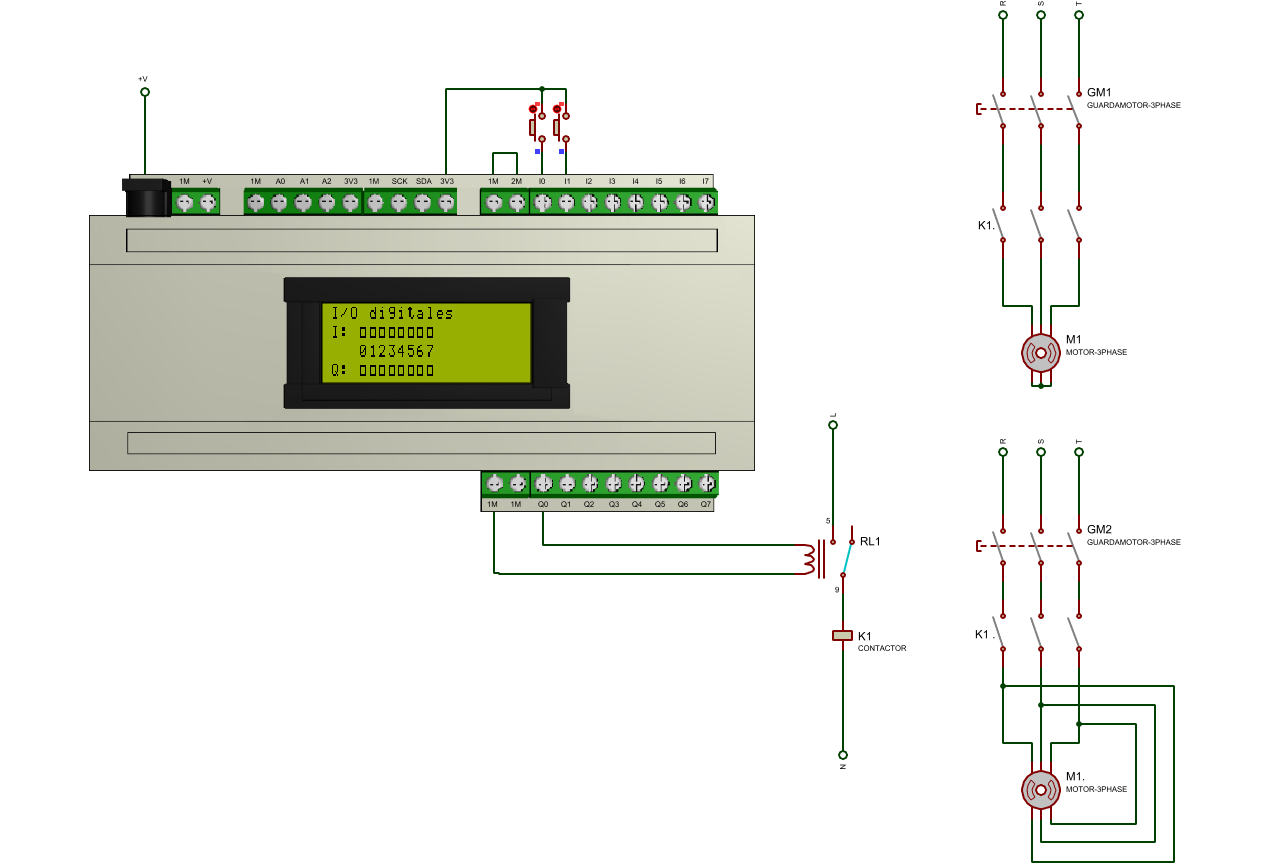 +V
1M +V
1M A0 A1 A2 3V3 1M SCK SDA 3V3
1M 2M I0 I1 I2 I3 I4 I5 I6 I7
I/O digitales
I: 00000000
01234567
Q: 00000000
1M 1M Q0 Q1 Q2 Q3 Q4 Q5 Q6 Q7
L
5
RL1
9
K1
CONTACTOR
N
R S T
GM1
GUARDAMOTOR-3PHASE
K1.
M1
MOTOR-3PHASE
R S T
GM2
GUARDAMOTOR-3PHASE
K1 .
M1.
MOTOR-3PHASE